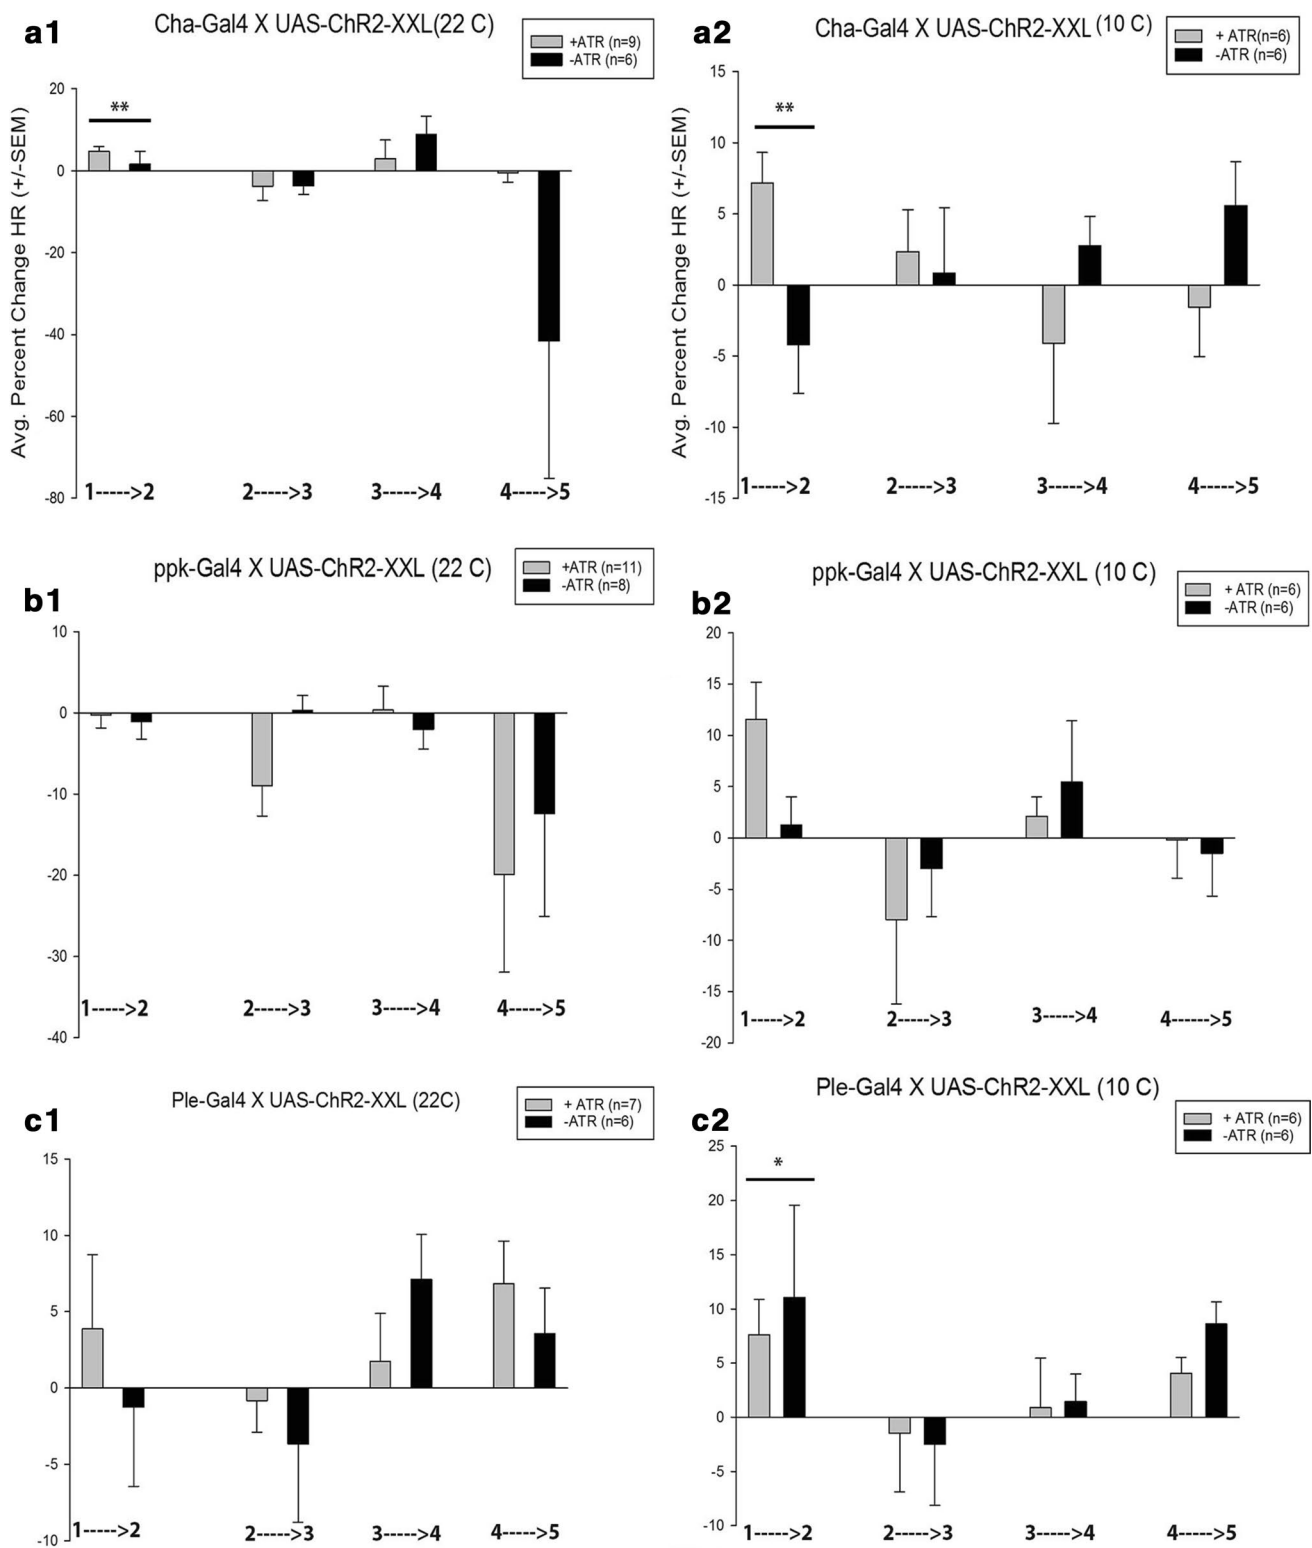 a1
Cha-Gal4 X UAS-ChR2-XXL(22 C)
+ATR (n=9)
-ATR (n=6)
Avg. Percent Change HR (+/-SEM)
20
0
-20
-40
-60
-80
**
1----->2
2----->3
3----->4
4----->5
a2
Cha-Gal4 X UAS-ChR2-XXL (10 C)
+ ATR(n=6)
-ATR (n=6)
Avg. Percent Change HR (+/-SEM)
15
10
5
0
-5
-10
-15
**
1----->2
2----->3
3----->4
4----->5
b1
ppk-Gal4 X UAS-ChR2-XXL (22 C)
+ATR (n=11)
-ATR (n=8)
10
0
-10
-20
-30
-40
1----->2
2----->3
3----->4
4----->5
b2
ppk-Gal4 X UAS-ChR2-XXL (10 C)
+ ATR (n=6)
-ATR (n=6)
20
15
10
5
0
-5
-10
-15
-20
1----->2
2----->3
3----->4
4------>5
c1
Ple-Gal4 X UAS-ChR2-XXL (22C)
+ ATR (n=7)
-ATR (n=6)
15
10
5
0
-5
-10
1----->2
2----->3
3----->4
4----->5
c2
Ple-Gal4 X UAS-ChR2-XXL (10 C)
+ ATR (n=6)
-ATR (n=6)
25
20
15
10
5
0
-5
-10
*
1----->2
2----->3
3----->4
4----->5